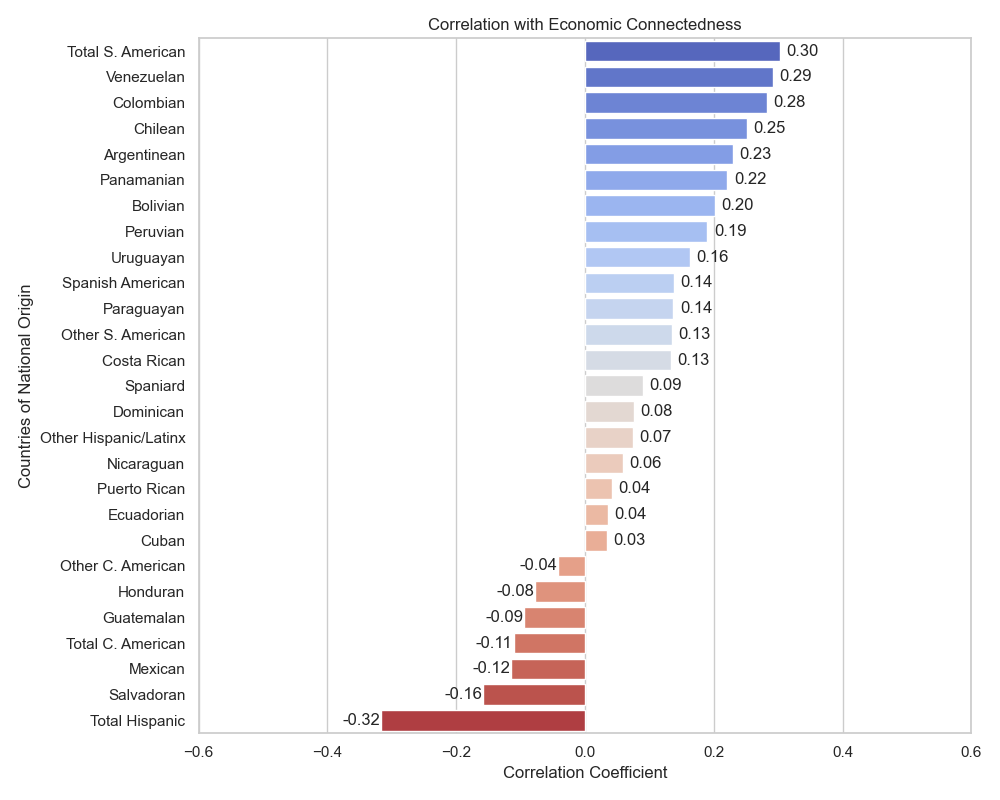 Correlation with Economic Connectedness
Total S. American 0.30
Venezuelan 0.29
Colombian 0.28
Chilean 0.25
Argentinean 0.23
Panamanian 0.22
Bolivian 0.20
Peruvian 0.19
Uruguayan 0.16
Spanish American 0.14
Paraguayan 0.14
Other S. American 0.13
Costa Rican 0.13
Spaniard 0.09
Dominican 0.08
Other Hispanic/Latinx 0.07
Nicaraguan 0.06
Puerto Rican 0.04
Ecuadorian 0.04
Cuban 0.03
Other C. American -0.04
Honduran -0.08
Guatemalan -0.09
Total C. American -0.11
Mexican -0.12
Salvadoran -0.16
Total Hispanic -0.32
−0.6 −0.4 −0.2 0.0 0.2 0.4 0.6
Correlation Coefficient
Countries of National Origin